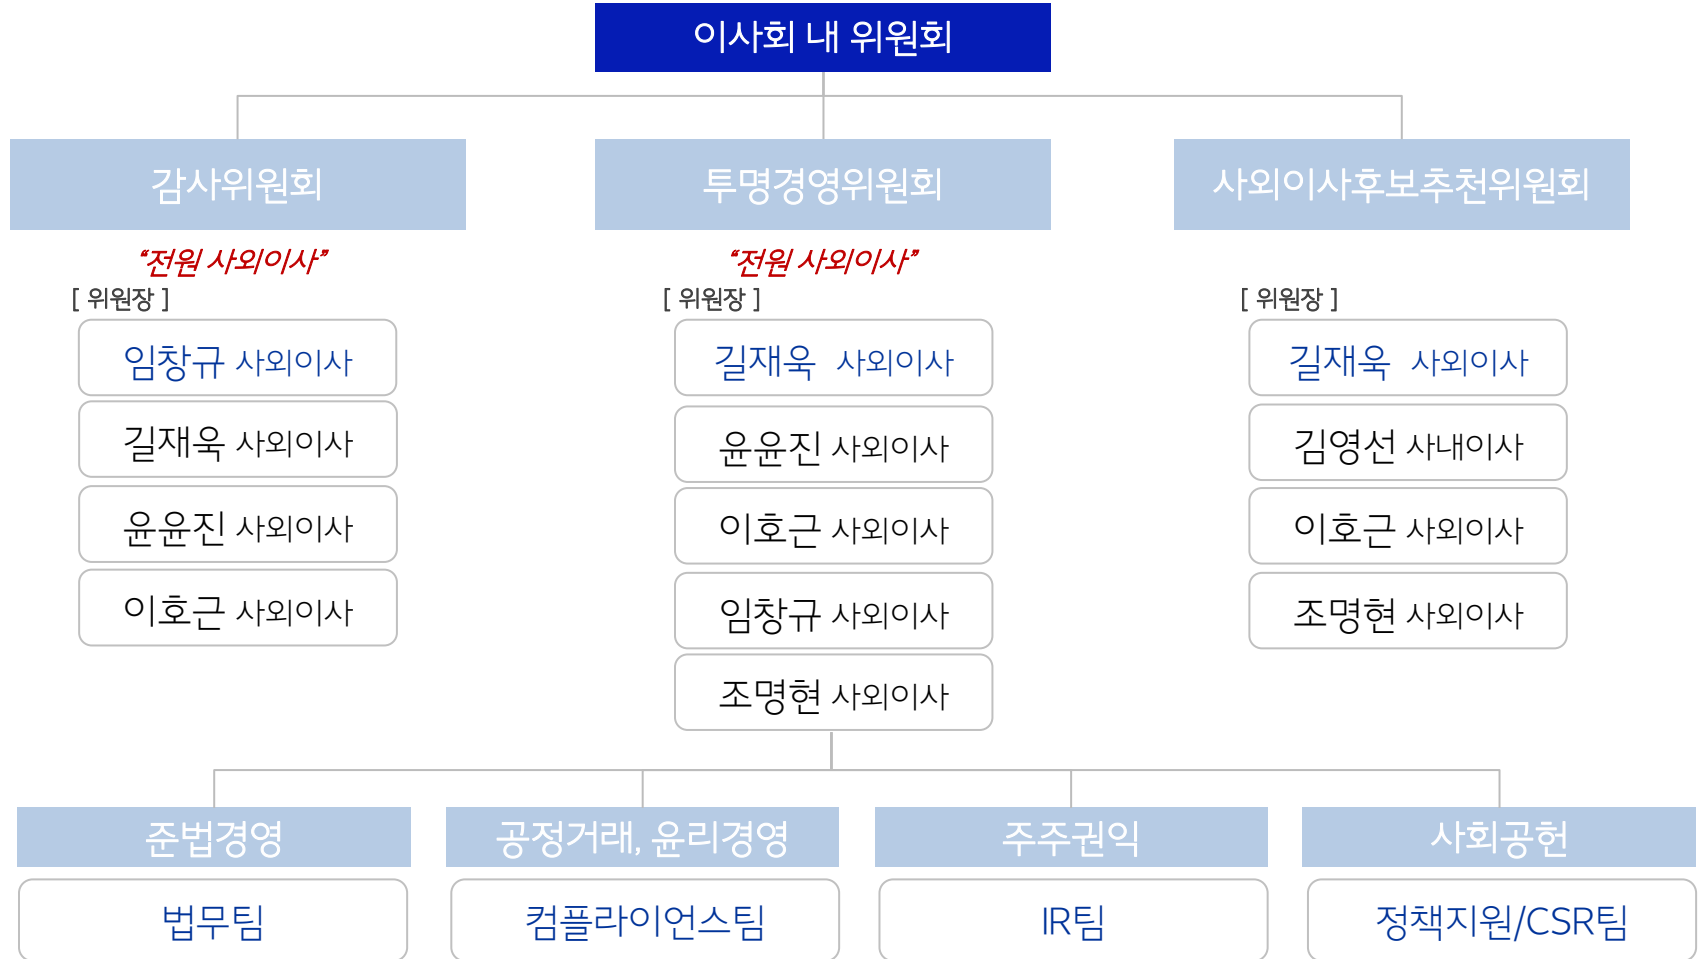 이사회 내 위원회
감사위원회
투명경영위원회
사외이사후보추천위원회
“전원 사외이사”
“전원 사외이사”
[ 위원장 ]
[ 위원장 ]
[ 위원장 ]
임창규 사외이사
길재욱 사외이사
윤윤진 사외이사
이호근 사외이사
길재욱 사외이사
윤윤진 사외이사
이호근 사외이사
임창규 사외이사
조명현 사외이사
길재욱 사외이사
김영선 사내이사
이호근 사외이사
조명현 사외이사
준법경영
공정거래, 윤리경영
주주권익
사회공헌
법무팀
컴플라이언스팀
IR팀
정책지원/CSR팀